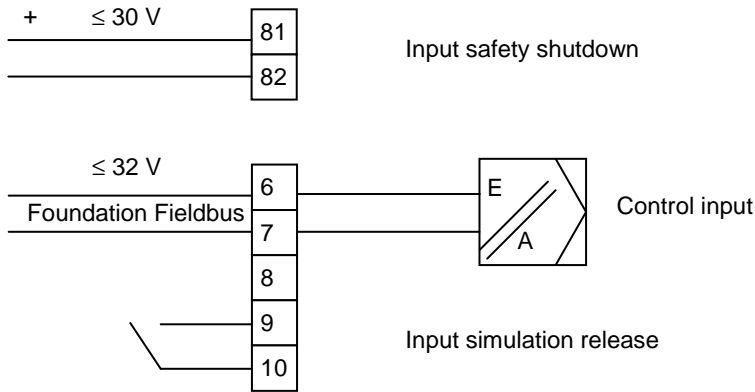 + ≤ 30 V
81
Input safety shutdown
82
≤ 32 V
6
E
Foundation Fieldbus
Control input
7
A
8
9
Input simulation release
10